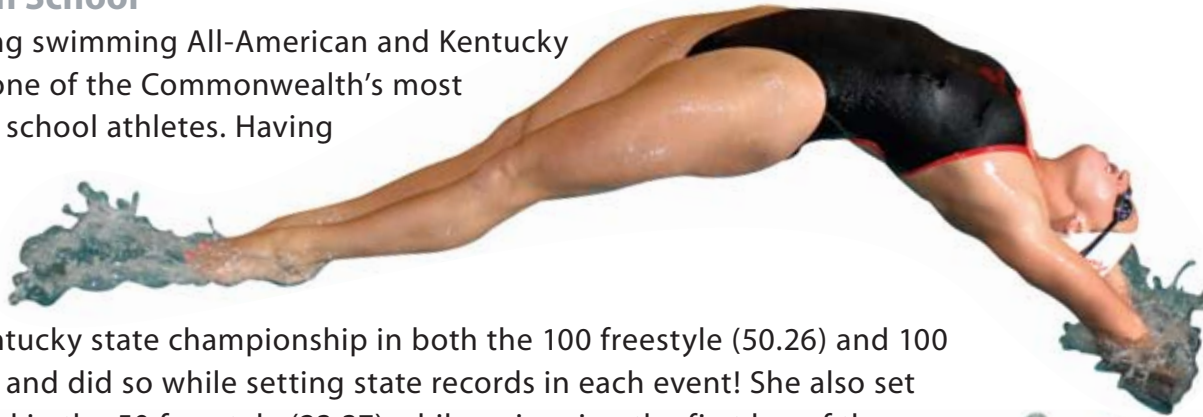 School
swimming All-American and Kentucky
one of the Commonwealth's most
school athletes. Having
state championship in both the 100 freestyle (50.26) and 100
and did so while setting state records in each event! She also set